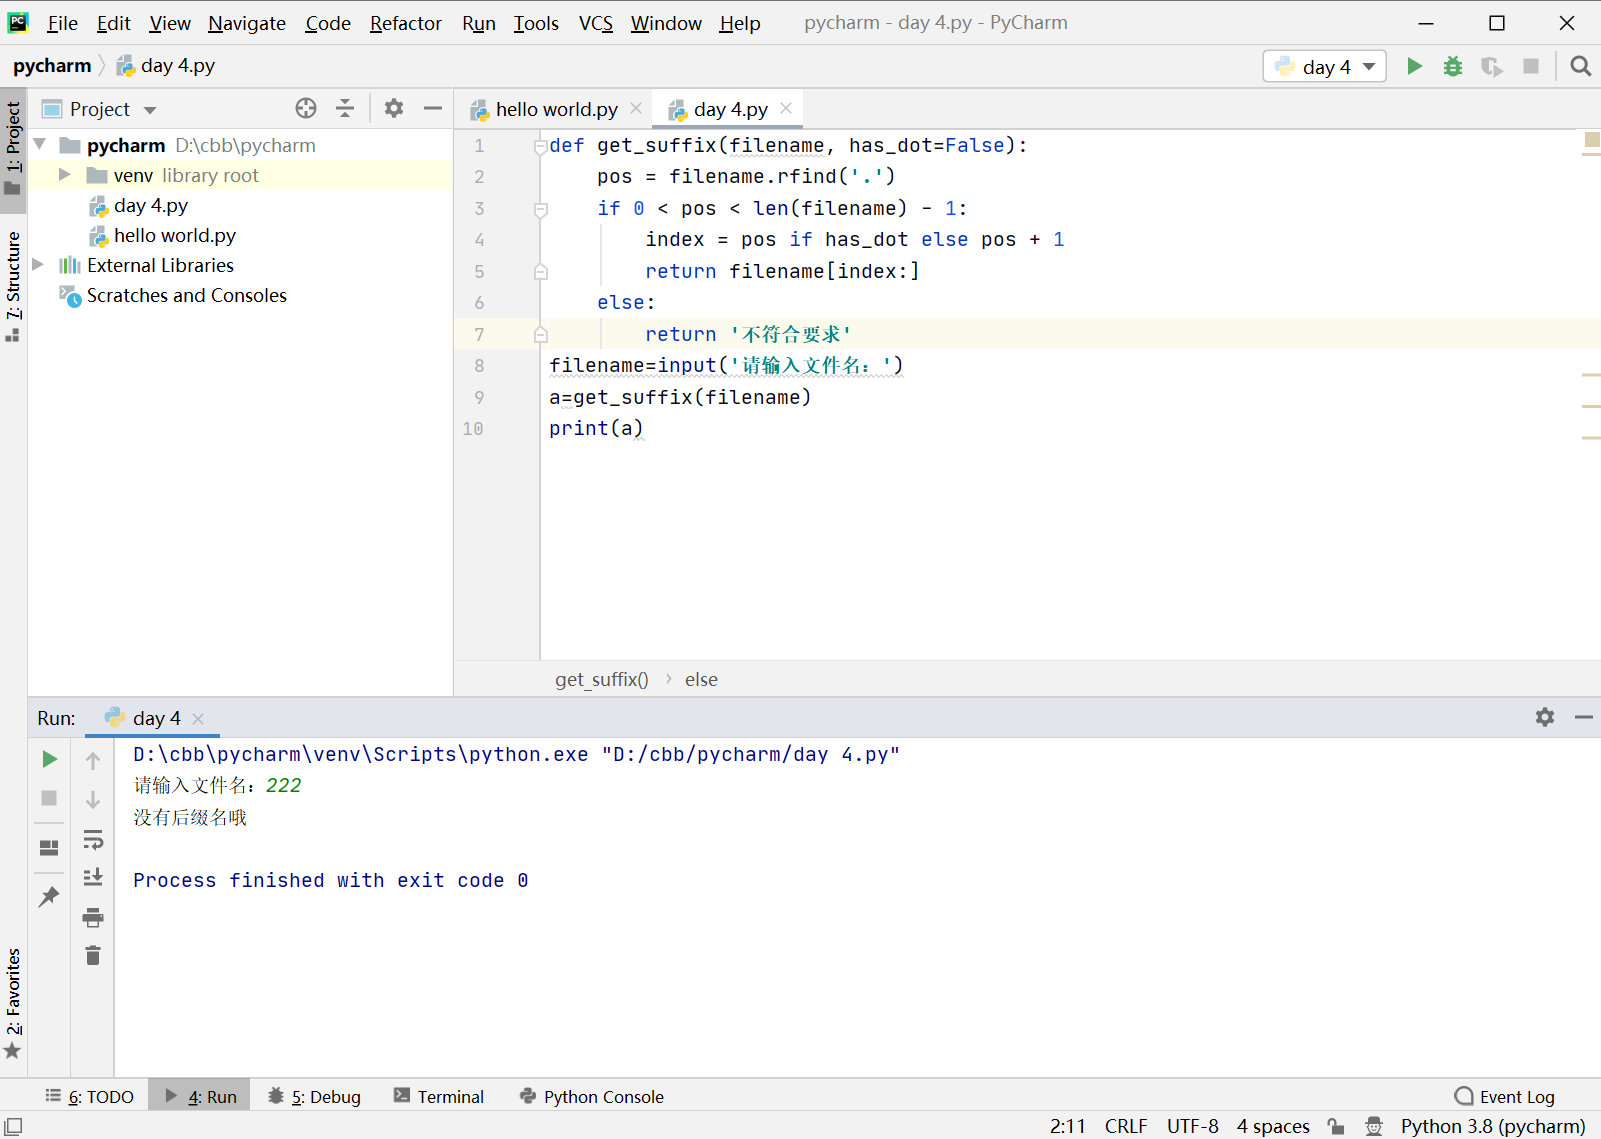 PC File Edit View Navigate Code Refactor Run Tools VCS Window Help pycharm - day 4.py - PyCharm
pycharm day 4.py day 4
1: Project
7: Structure
2: Favorites
Project
pycharm D:\cbb\pycharm
venv library root
day 4.py
hello world.py
External Libraries
Scratches and Consoles
hello world.py day 4.py
1 def get_suffix(filename, has_dot=False):
2 pos = filename.rfind('.')
3 if 0 < pos < len(filename) - 1:
4 index = pos if has_dot else pos + 1
5 return filename[index:]
6 else:
7 return '不符合要求'
8 filename=input('请输入文件名：')
9 a=get_suffix(filename)
10 print(a)
get_suffix() › else
Run: day 4
D:\cbb\pycharm\venv\Scripts\python.exe "D:/cbb/pycharm/day 4.py"
请输入文件名：222
没有后缀名哦
Process finished with exit code 0
6: TODO 4: Run 5: Debug Terminal Python Console Event Log
2:11 CRLF UTF-8 4 spaces Python 3.8 (pycharm)